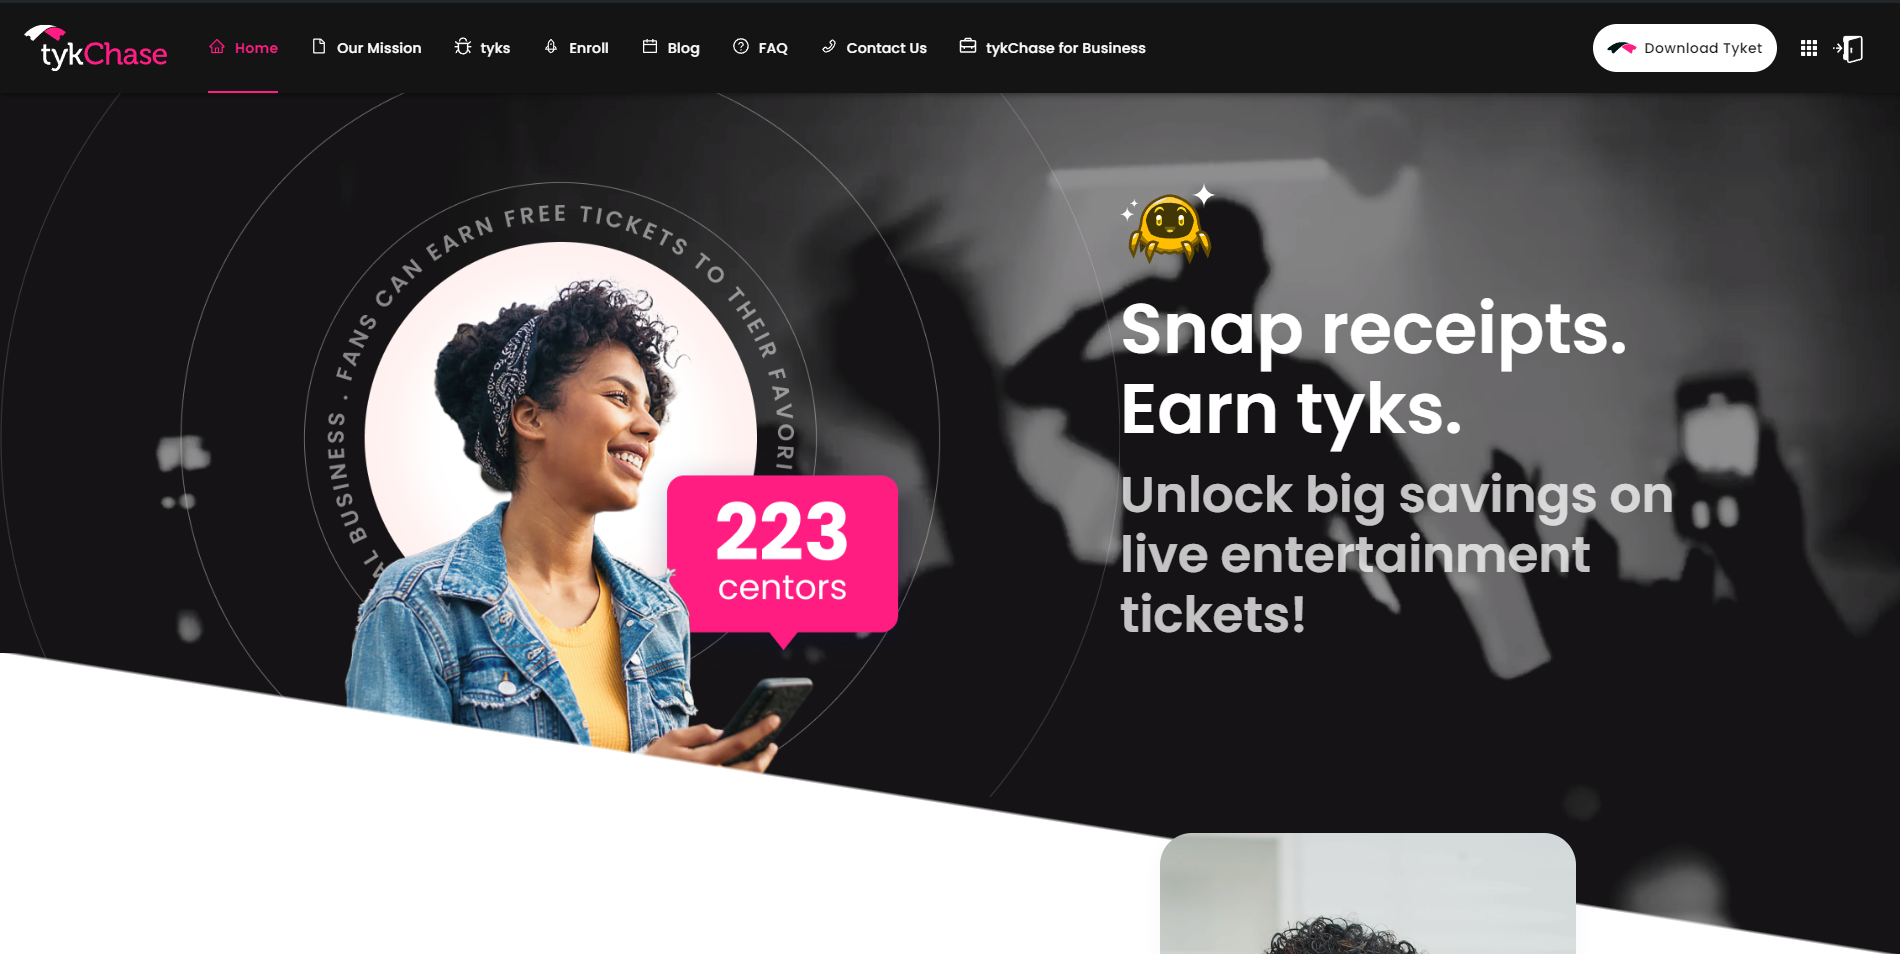 tykChase
Home
Our Mission
tyks
Enroll
Blog
FAQ
Contact Us
tykChase for Business
Download Tyket
AL BUSINESS . FANS CAN EARN FREE TICKETS TO THEIR FAVORI
223
centors
Snap receipts.
Earn tyks.
Unlock big savings on
live entertainment
tickets!